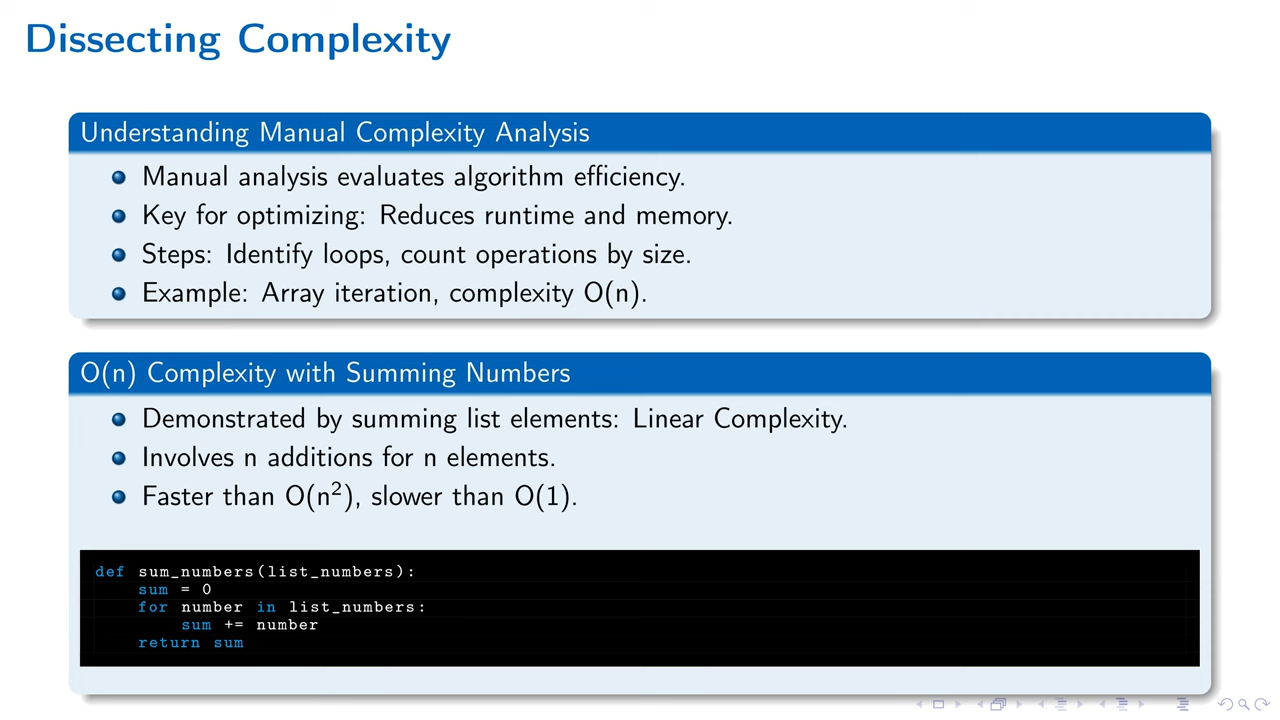 Dissecting Complexity
Understanding Manual Complexity Analysis
Manual analysis evaluates algorithm efficiency.
Key for optimizing: Reduces runtime and memory.
Steps: Identify loops, count operations by size.
Example: Array iteration, complexity O(n).
O(n) Complexity with Summing Numbers
Demonstrated by summing list elements: Linear Complexity.
Involves n additions for n elements.
Faster than O(n²), slower than O(1).
def sum_numbers(list_numbers):
    sum = 0
    for number in list_numbers:
        sum += number
    return sum